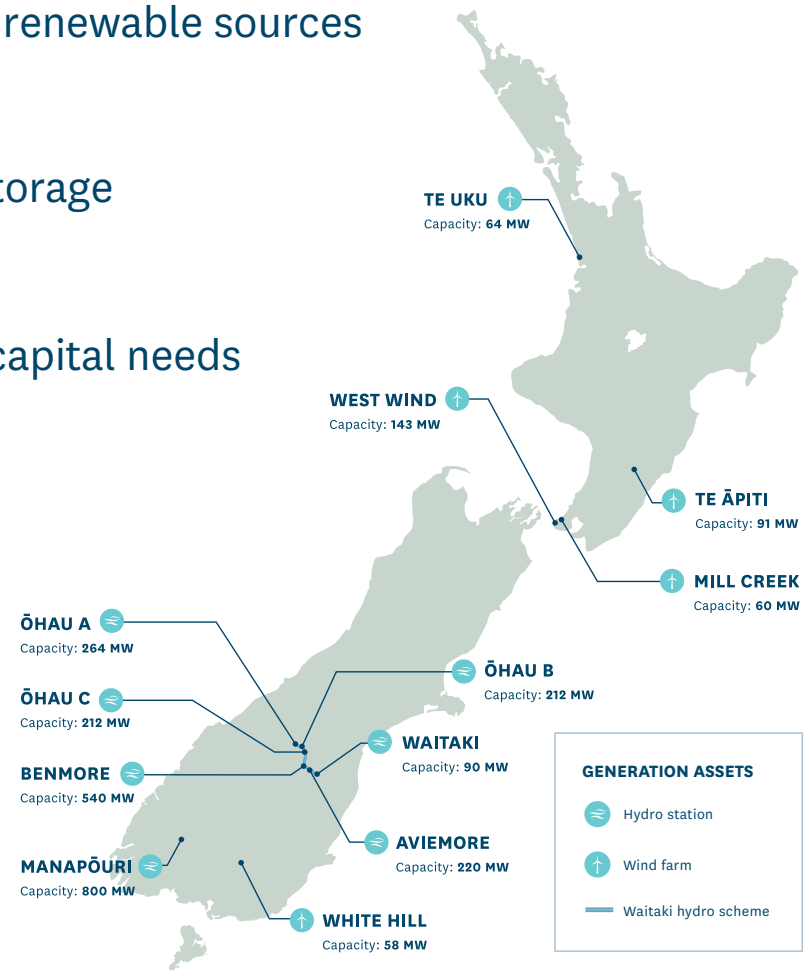 renewable sources
torage
capital needs
TE UKU
Capacity: 64 MW
WEST WIND
Capacity: 143 MW
TE ĀPITI
Capacity: 91 MW
MILL CREEK
Capacity: 60 MW
ŌHAU A
Capacity: 264 MW
ŌHAU B
Capacity: 212 MW
ŌHAU C
Capacity: 212 MW
WAITAKI
Capacity: 90 MW
BENMORE
Capacity: 540 MW
AVIEMORE
Capacity: 220 MW
MANAPŌURI
Capacity: 800 MW
WHITE HILL
Capacity: 58 MW
GENERATION ASSETS
Hydro station
Wind farm
Waitaki hydro scheme